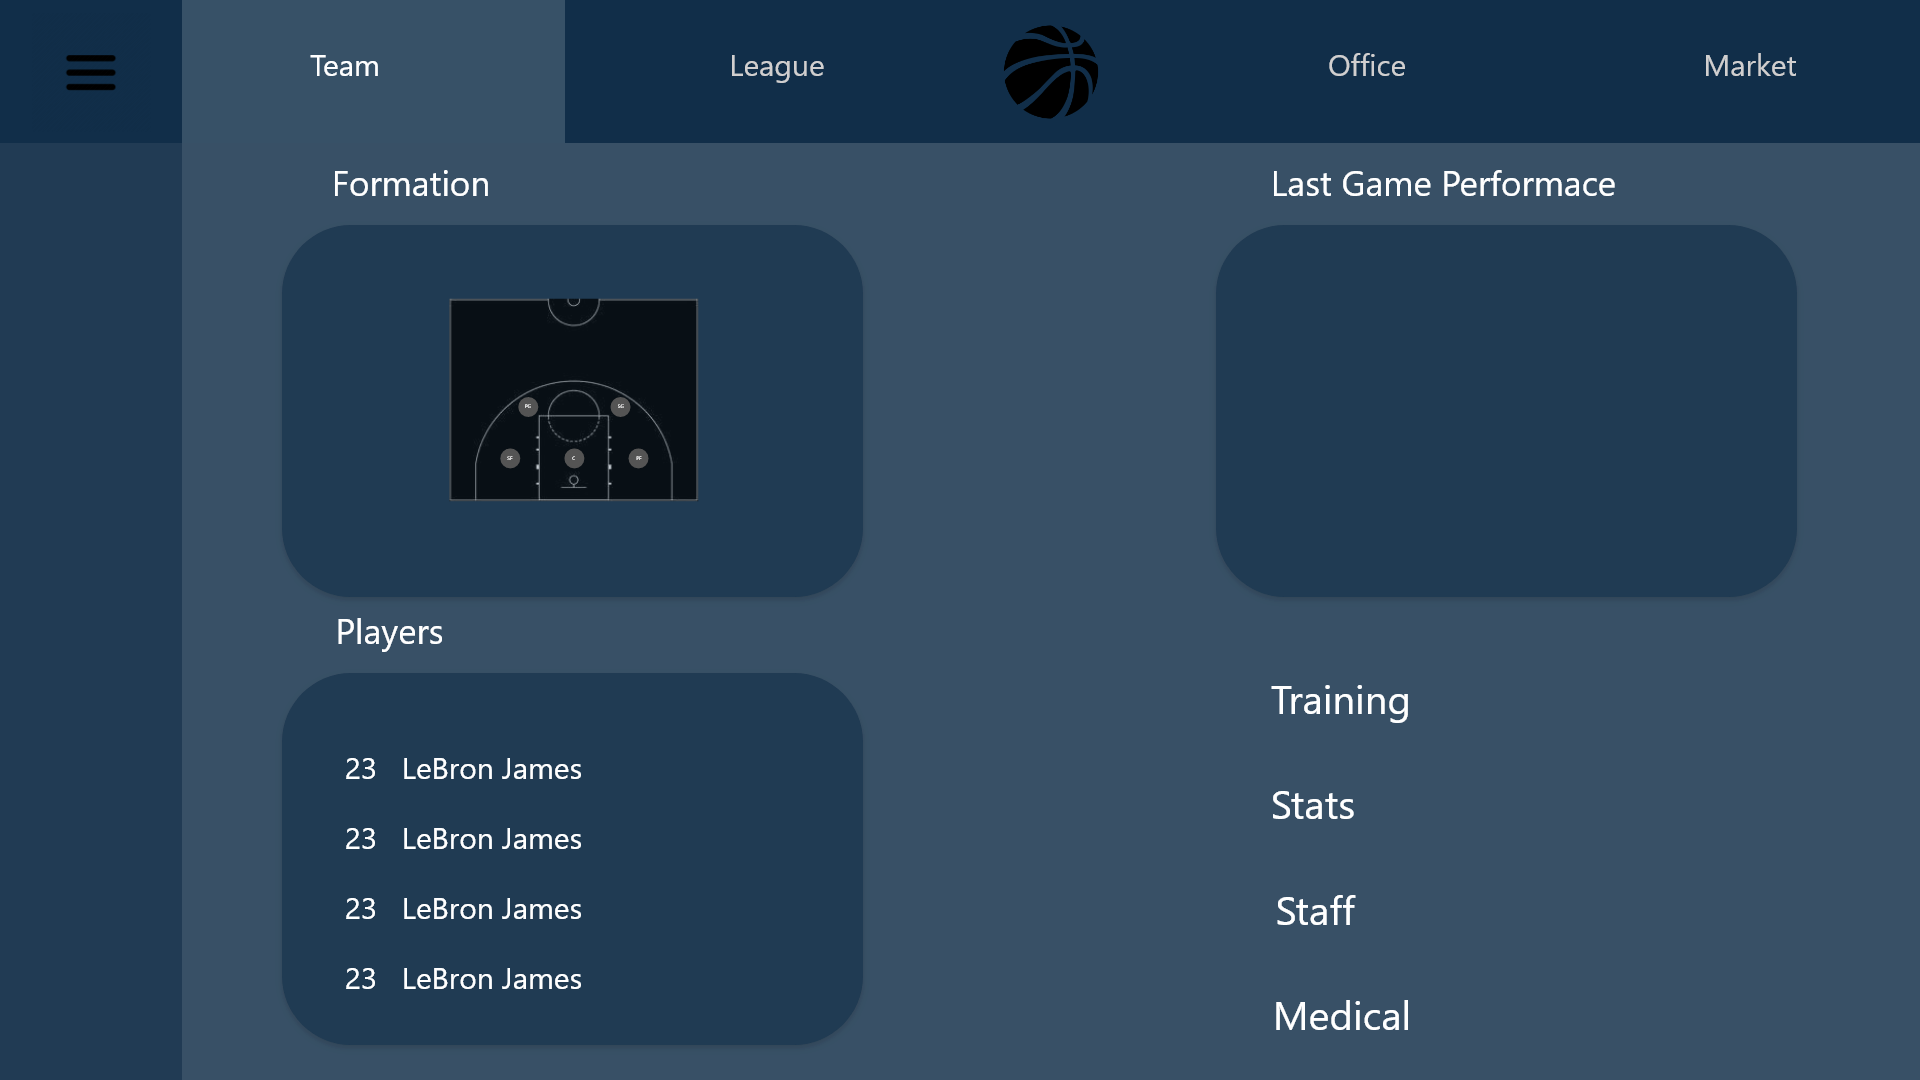 Team
League
Office
Market
Formation
Last Game Performace
PG
SG
SF
C
PF
Players
23 LeBron James
23 LeBron James
23 LeBron James
23 LeBron James
Training
Stats
Staff
Medical